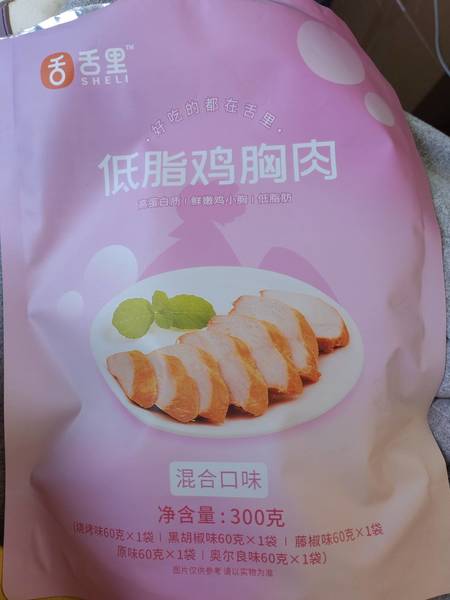 舌 舌里™
SHELI
·好吃的都在舌里·
低脂鸡胸肉
高蛋白质 | 鲜嫩鸡小胸 | 低脂肪
混合口味
净含量:300克
(烧烤味60克×1袋 | 黑胡椒味60克×1袋 | 藤椒味60克×1袋
原味60克×1袋 | 奥尔良味60克×1袋)
图片仅供参考 请以实物为准